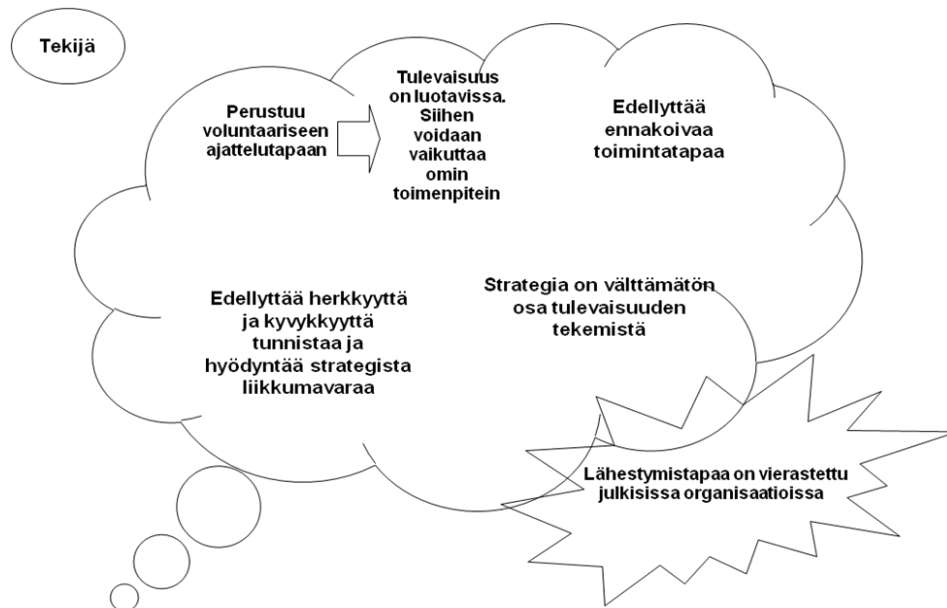 Tekijä
Perustuu
voluntaariseen
ajattelutapaan
Tulevaisuus
on luotavissa.
Siihen
voidaan
vaikuttaa
omin
toimenpitein
Edellyttää
ennakoivaa
toimintatapaa
Edellyttää herkkyyttä
ja kyvykkyyttä
tunnistaa ja
hyödyntää strategista
liikkumavaraa
Strategia on välttämätön
osa tulevaisuuden
tekemistä
Lähestymistapaa on vierastettu
julkisissa organisaatioissa